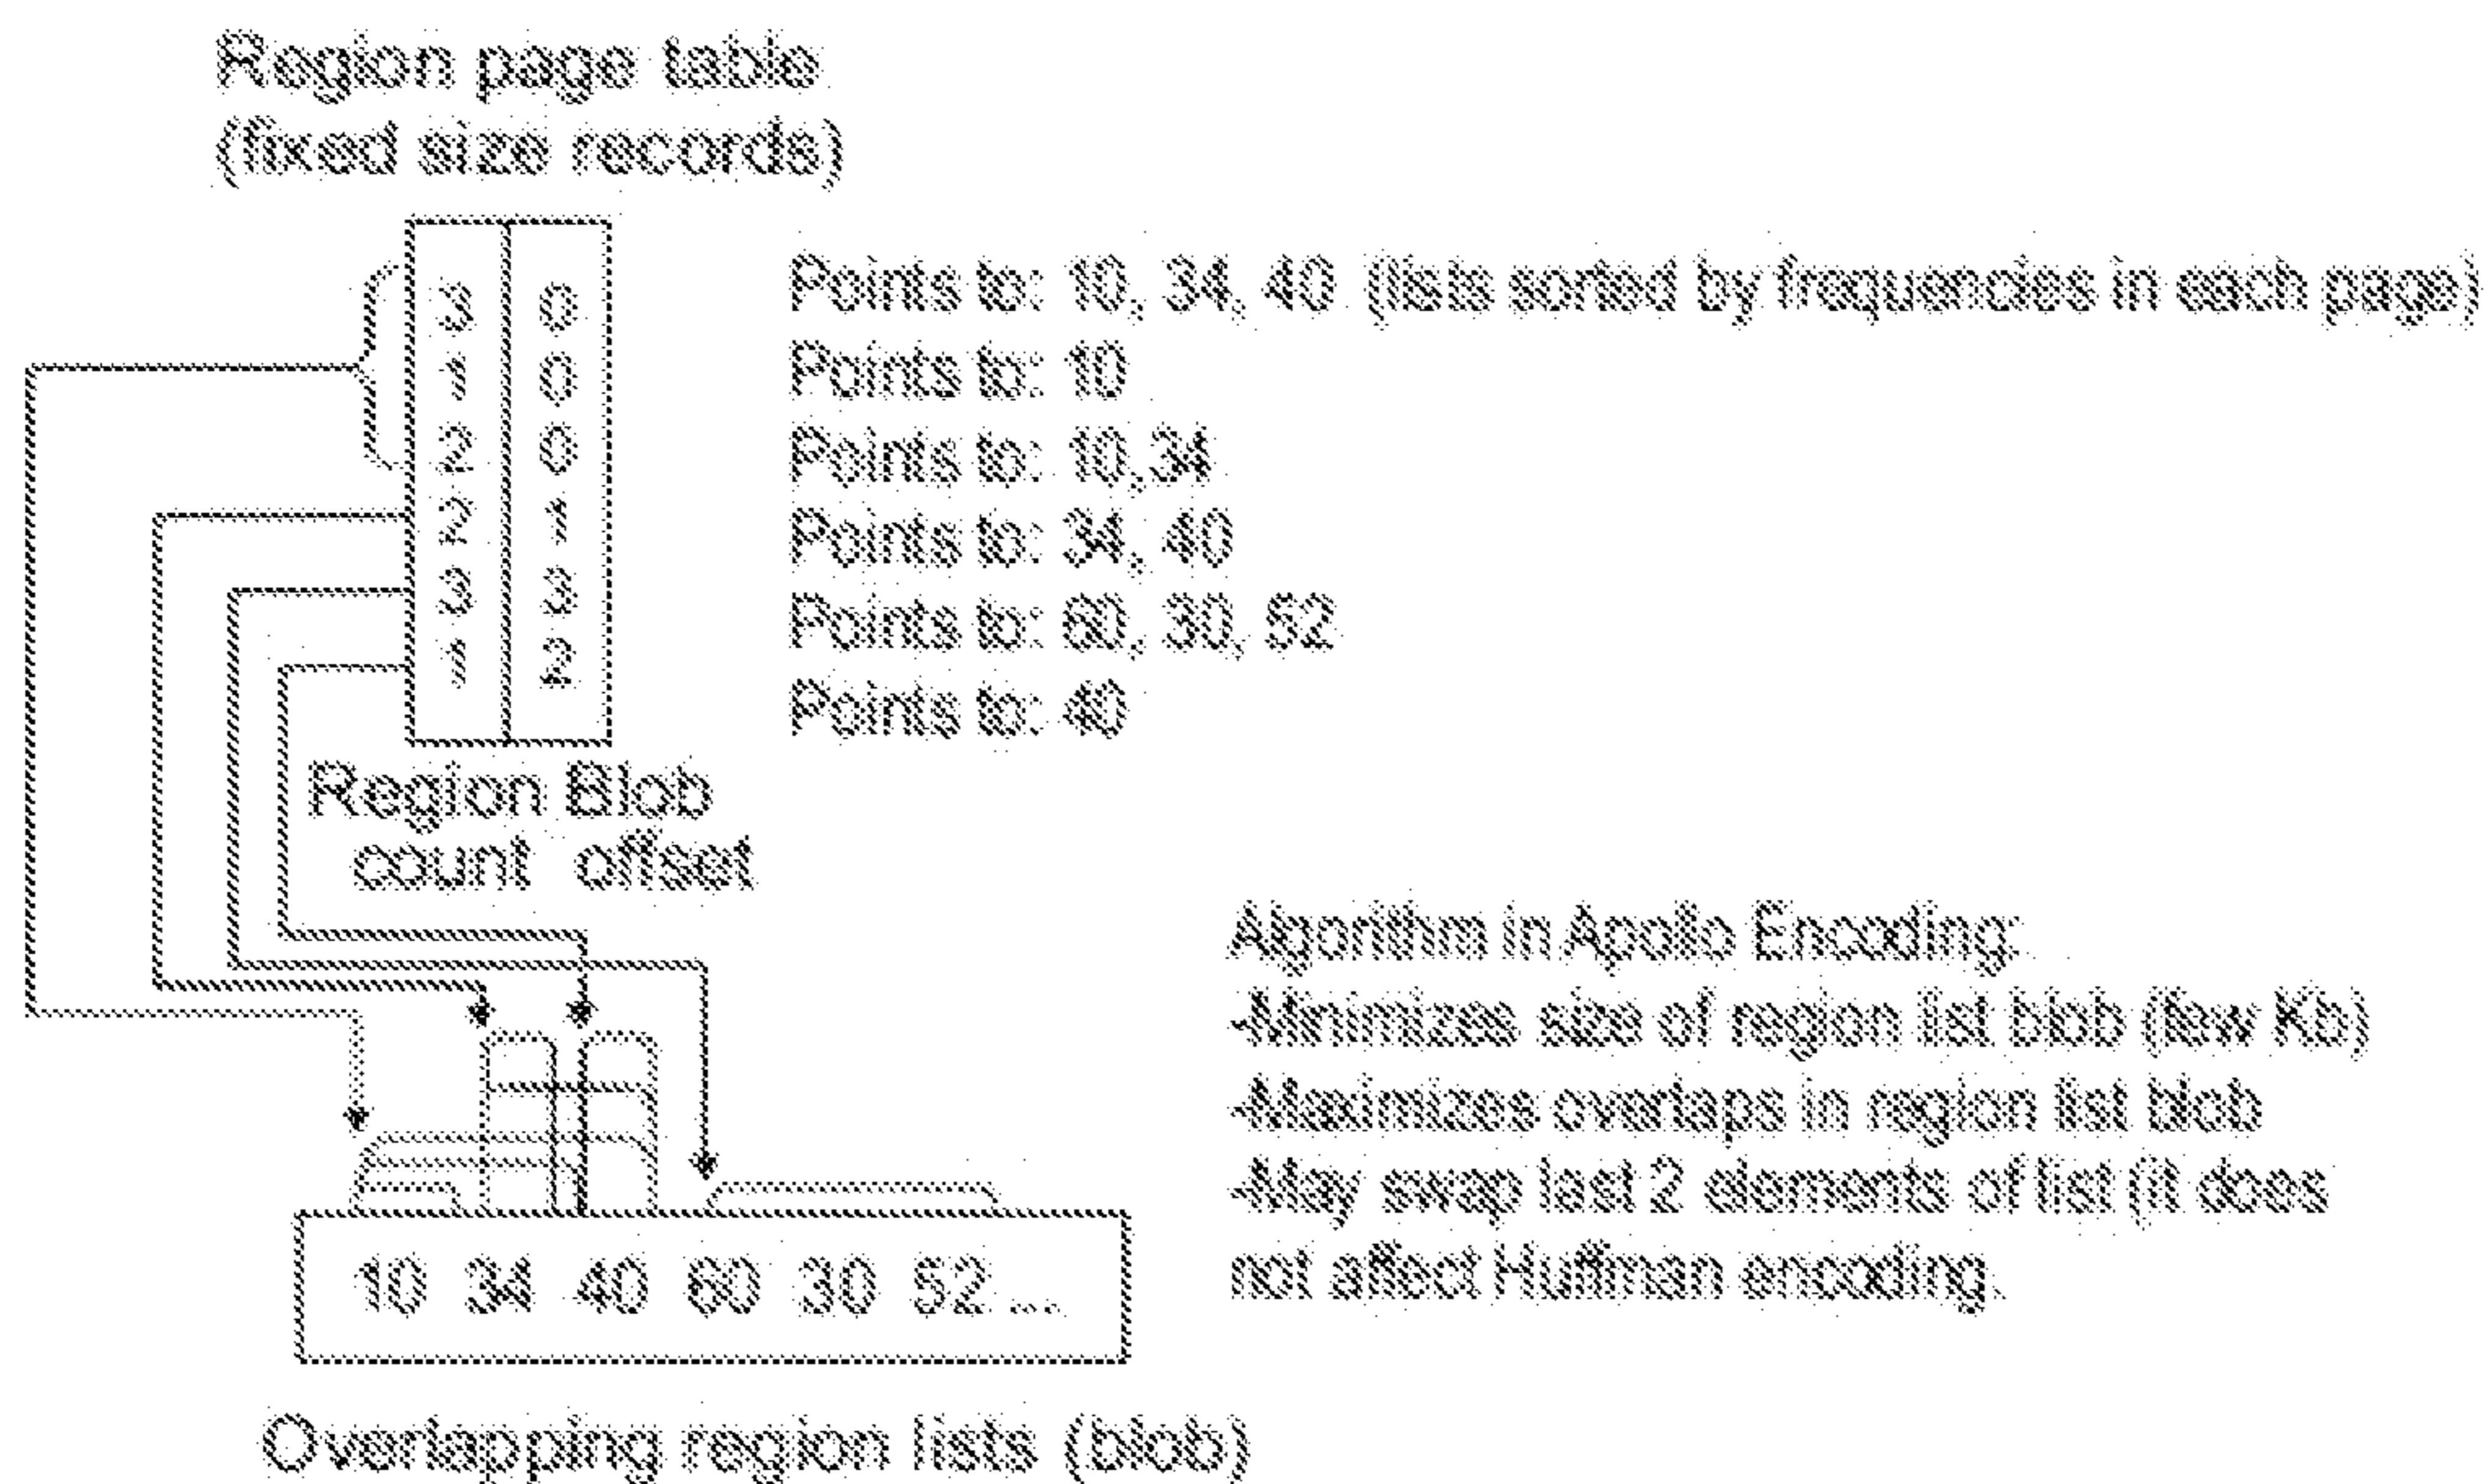 Region page table
(fixed size records)
3 0
1 0
2 0
2 1
3 3
1 2
Points to: 10, 34, 40 (lists sorted by frequencies in each page)
Points to: 10
Points to: 10,34
Points to: 34, 40
Points to: 60, 30, 52
Points to: 40
Region Blob
count offset
Algorithm in Apollo Encoding:
-Minimizes size of region list blob (few Kb)
-Maximizes overlaps in region list blob
-May swap last 2 elements of list (it does
not affect Huffman encoding.
10 34 40 60 30 52 ...
Overlapping region lists (blob)